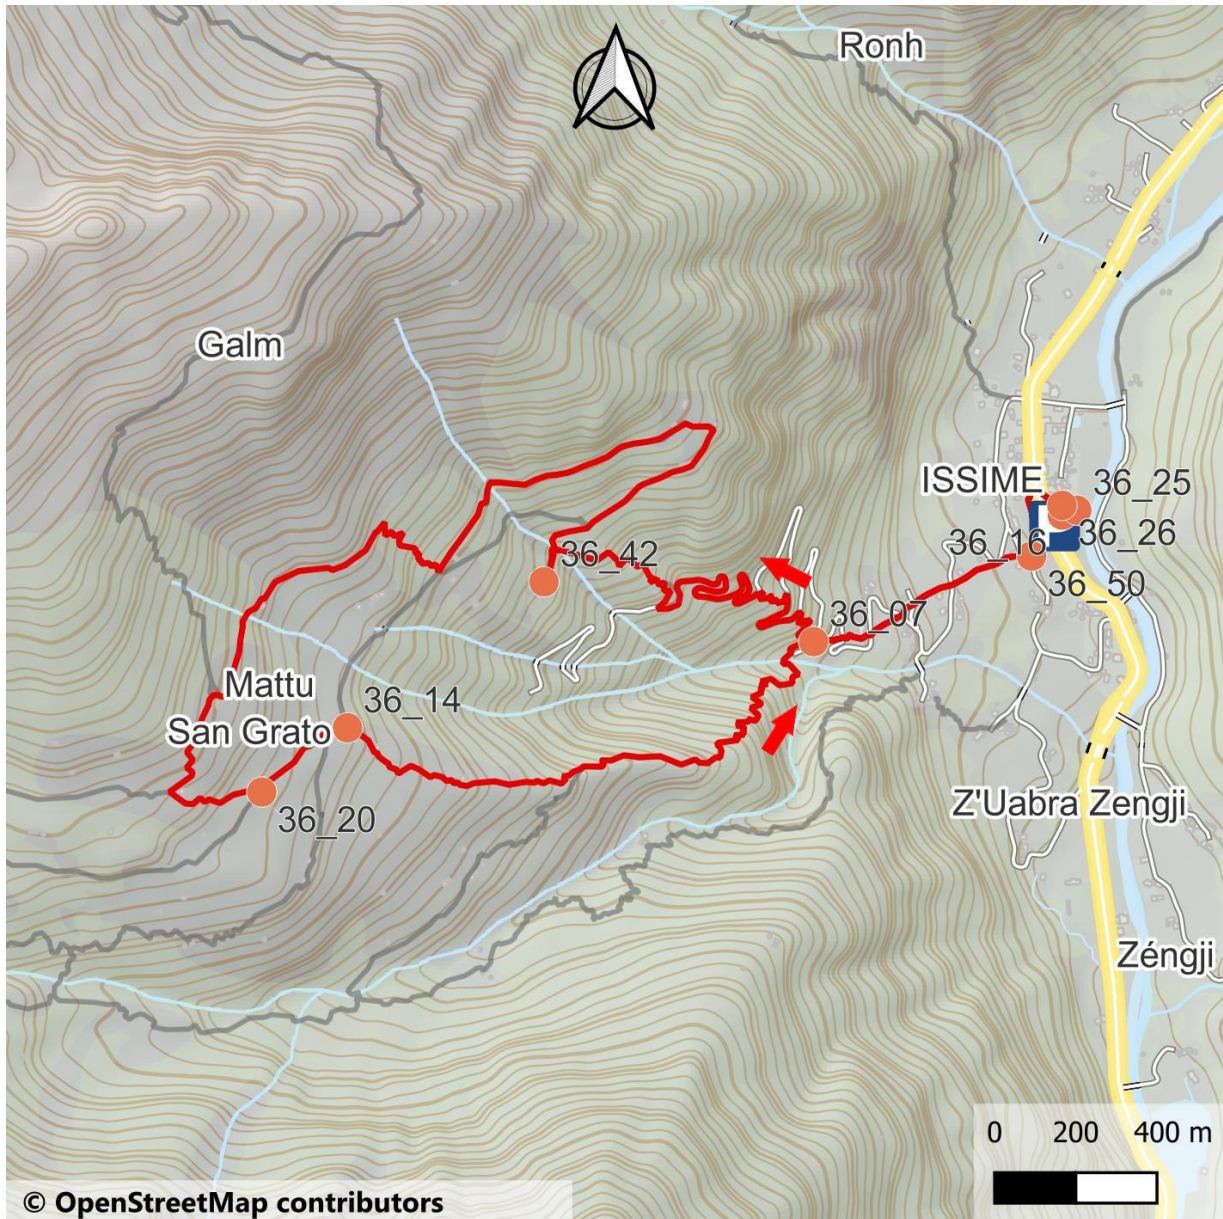 Ronh
Galm
ISSIME
36_25
36_16
36_26
36_42
36_50
36_07
Mattu
San Grato
36_14
36_20
Z'Uabra Zengji
Zéngji
0 200 400 m
© OpenStreetMap contributors